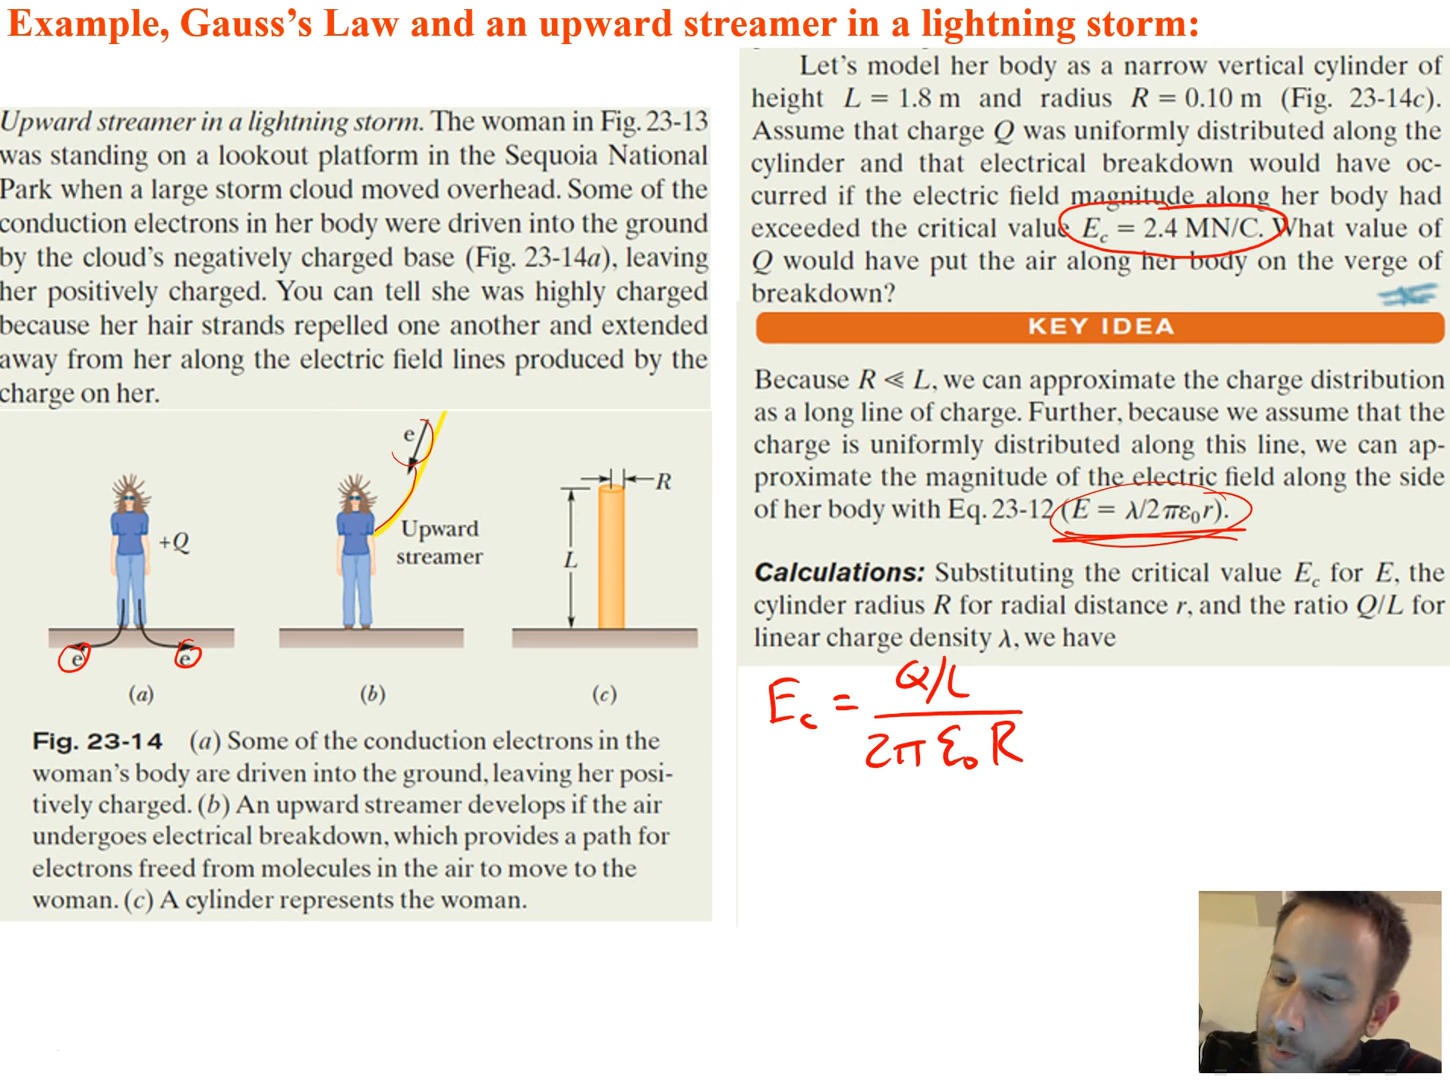 Example, Gauss's Law and an upward streamer in a lightning storm:
Upward streamer in a lightning storm. The woman in Fig. 23-13
was standing on a lookout platform in the Sequoia National
Park when a large storm cloud moved overhead. Some of the
conduction electrons in her body were driven into the ground
by the cloud's negatively charged base (Fig. 23-14a), leaving
her positively charged. You can tell she was highly charged
because her hair strands repelled one another and extended
away from her along the electric field lines produced by the
charge on her.
e
+Q
e
e
(a)
Upward
streamer
(b)
R
L
(c)
Fig. 23-14 (a) Some of the conduction electrons in the
woman's body are driven into the ground, leaving her posi-
tively charged. (b) An upward streamer develops if the air
undergoes electrical breakdown, which provides a path for
electrons freed from molecules in the air to move to the
woman. (c) A cylinder represents the woman.
Let's model her body as a narrow vertical cylinder of
height L = 1.8 m and radius R = 0.10 m (Fig. 23-14c).
Assume that charge Q was uniformly distributed along the
cylinder and that electrical breakdown would have oc-
curred if the electric field magnitude along her body had
exceeded the critical value E_c = 2.4 MN/C. What value of
Q would have put the air along her body on the verge of
breakdown?
KEY IDEA
Because R ≪ L, we can approximate the charge distribution
as a long line of charge. Further, because we assume that the
charge is uniformly distributed along this line, we can ap-
proximate the magnitude of the electric field along the side
of her body with Eq. 23-12 (E = λ/2πε₀r).
Calculations: Substituting the critical value E_c for E, the
cylinder radius R for radial distance r, and the ratio Q/L for
linear charge density λ, we have
E_c = Q/L
2π ε₀ R